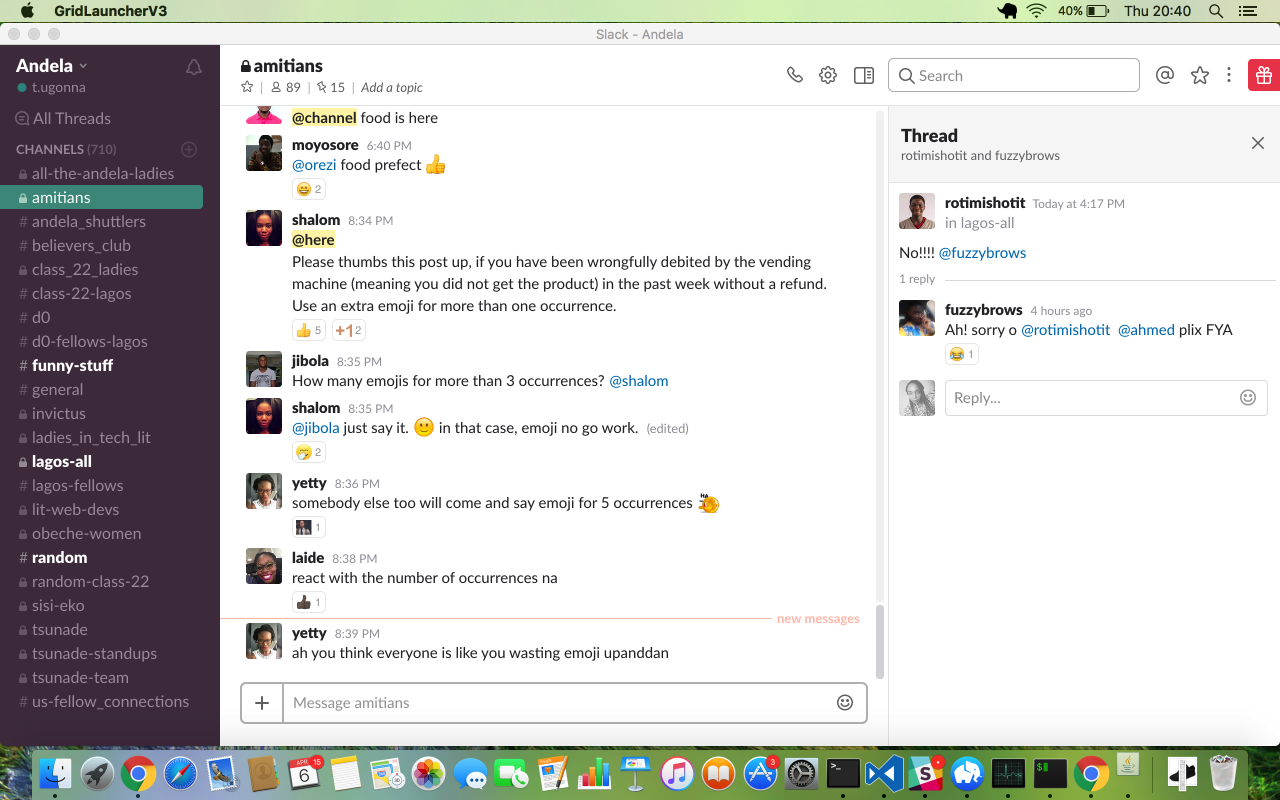 GridLauncherV3
40%
Thu 20:40
Slack - Andela
Andela
t.ugonna
All Threads
CHANNELS (710)
all-the-andela-ladies
amitians
# andela_shuttlers
# believers_club
class_22_ladies
class-22-lagos
# d0
d0-fellows-lagos
# funny-stuff
# general
invictus
ladies_in_tech_lit
lagos-all
# lagos-fellows
lit-web-devs
obeche-women
# random
random-class-22
sisi-eko
tsunade
tsunade-standups
tsunade-team
# us-fellow_connections
amitians
89 | 15 | Add a topic
Search
@channel food is here
moyosore 6:40 PM
@orezi food prefect
2
shalom 8:34 PM
@here
Please thumbs this post up, if you have been wrongfully debited by the vending
machine (meaning you did not get the product) in the past week without a refund.
Use an extra emoji for more than one occurrence.
5 +1 2
jibola 8:35 PM
How many emojis for more than 3 occurrences? @shalom
shalom 8:35 PM
@jibola just say it. in that case, emoji no go work. (edited)
2
yetty 8:36 PM
somebody else too will come and say emoji for 5 occurrences
1
laide 8:38 PM
react with the number of occurrences na
1
new messages
yetty 8:39 PM
ah you think everyone is like you wasting emoji upanddan
Message amitians
Thread
rotimishotit and fuzzybrows
rotimishotit Today at 4:17 PM
in lagos-all
No!!!! @fuzzybrows
1 reply
fuzzybrows 4 hours ago
Ah! sorry o @rotimishotit @ahmed plix FYA
1
Reply...
APR 15
6
3